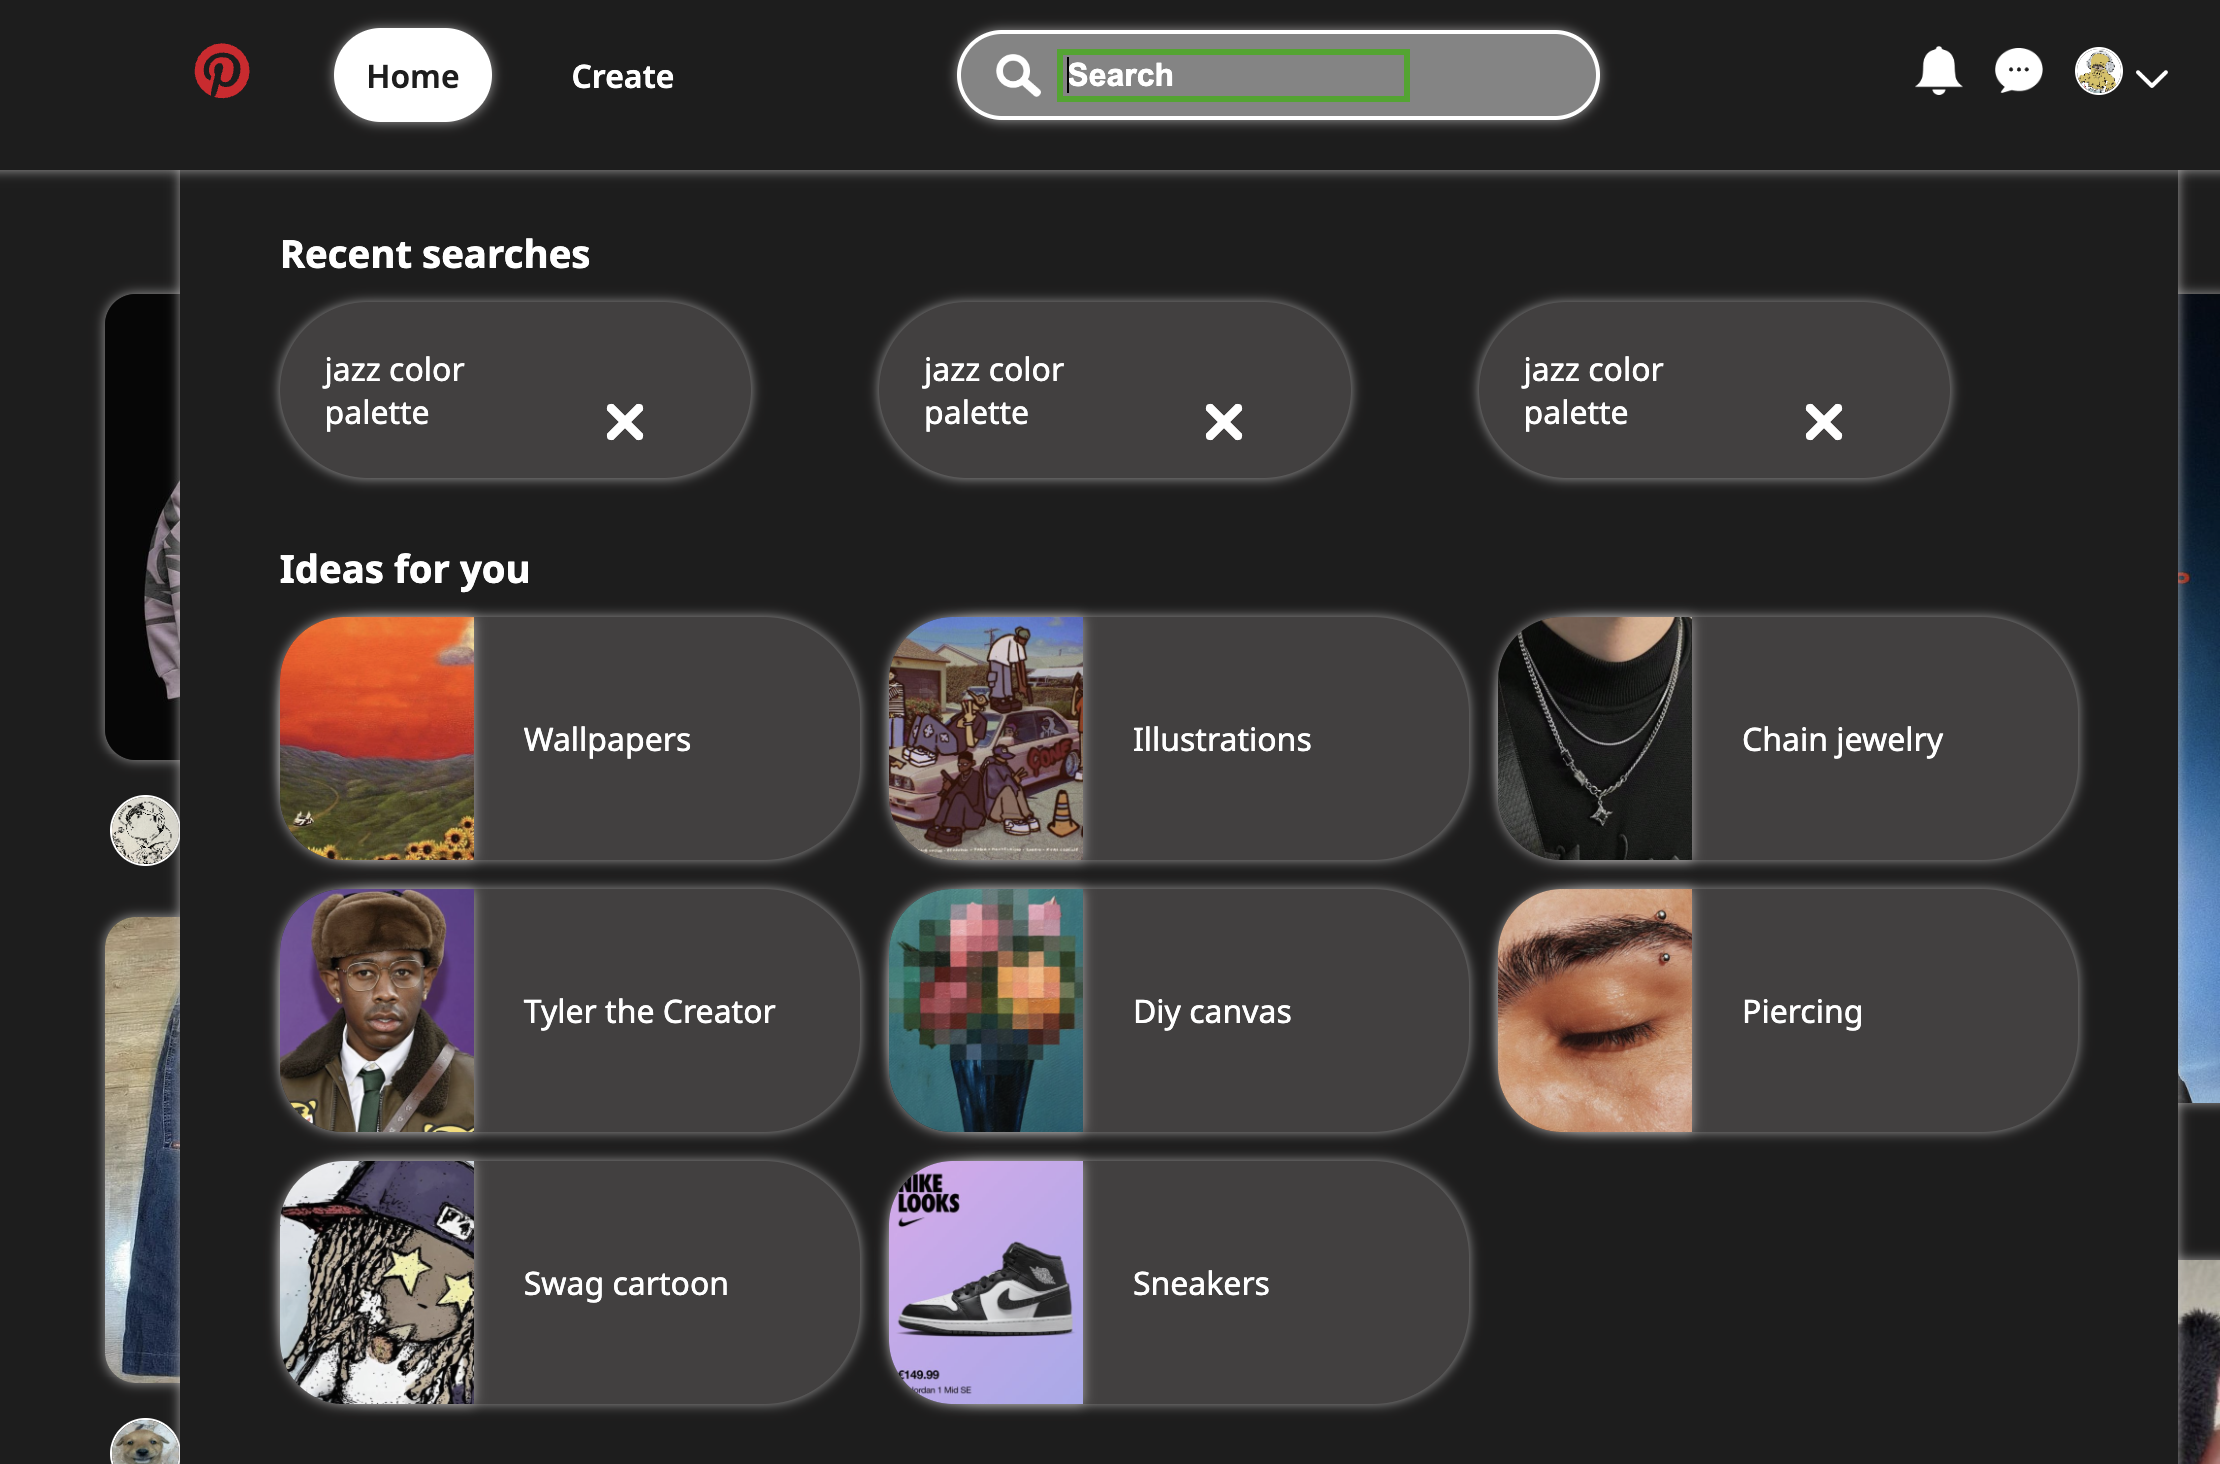 Home
Create
Search
Recent searches
jazz color
palette
jazz color
palette
jazz color
palette
Ideas for you
Wallpapers
GONE
Illustrations
Chain jewelry
Tyler the Creator
Diy canvas
Piercing
Swag cartoon
NIKE
LOOKS
€149.99
Jordan 1 Mid SE
Sneakers